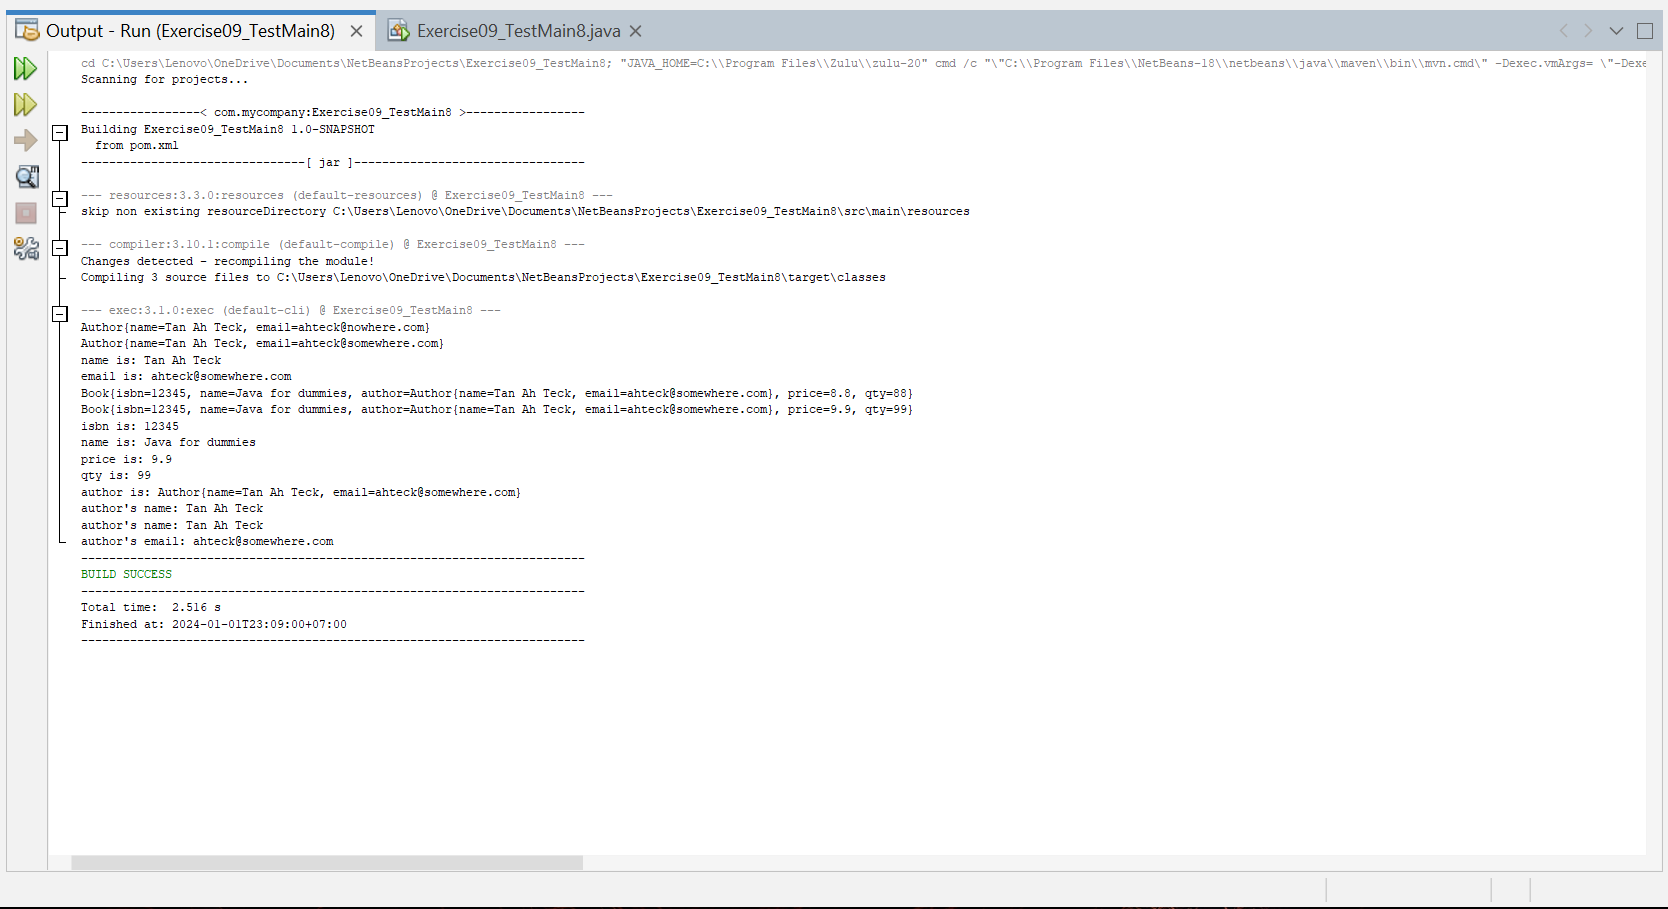 Output - Run (Exercise09_TestMain8)
Exercise09_TestMain8.java
cd C:\Users\Lenovo\OneDrive\Documents\NetBeansProjects\Exercise09_TestMain8; "JAVA_HOME=C:\\Program Files\\Zulu\\zulu-20" cmd /c "\"C:\\Program Files\\NetBeans-18\\netbeans\\java\\maven\\bin\\mvn.cmd\" -Dexec.vmArgs= \"-Dexe
Scanning for projects...
-----------------< com.mycompany:Exercise09_TestMain8 >-----------------
Building Exercise09_TestMain8 1.0-SNAPSHOT
from pom.xml
--------------------------------[ jar ]---------------------------------
--- resources:3.3.0:resources (default-resources) @ Exercise09_TestMain8 ---
skip non existing resourceDirectory C:\Users\Lenovo\OneDrive\Documents\NetBeansProjects\Exercise09_TestMain8\src\main\resources
--- compiler:3.10.1:compile (default-compile) @ Exercise09_TestMain8 ---
Changes detected - recompiling the module!
Compiling 3 source files to C:\Users\Lenovo\OneDrive\Documents\NetBeansProjects\Exercise09_TestMain8\target\classes
--- exec:3.1.0:exec (default-cli) @ Exercise09_TestMain8 ---
Author{name=Tan Ah Teck, email=ahteck@nowhere.com}
Author{name=Tan Ah Teck, email=ahteck@somewhere.com}
name is: Tan Ah Teck
email is: ahteck@somewhere.com
Book{isbn=12345, name=Java for dummies, author=Author{name=Tan Ah Teck, email=ahteck@somewhere.com}, price=8.8, qty=88}
Book{isbn=12345, name=Java for dummies, author=Author{name=Tan Ah Teck, email=ahteck@somewhere.com}, price=9.9, qty=99}
isbn is: 12345
name is: Java for dummies
price is: 9.9
qty is: 99
author is: Author{name=Tan Ah Teck, email=ahteck@somewhere.com}
author's name: Tan Ah Teck
author's name: Tan Ah Teck
author's email: ahteck@somewhere.com
------------------------------------------------------------------------
BUILD SUCCESS
------------------------------------------------------------------------
Total time:  2.516 s
Finished at: 2024-01-01T23:09:00+07:00
------------------------------------------------------------------------